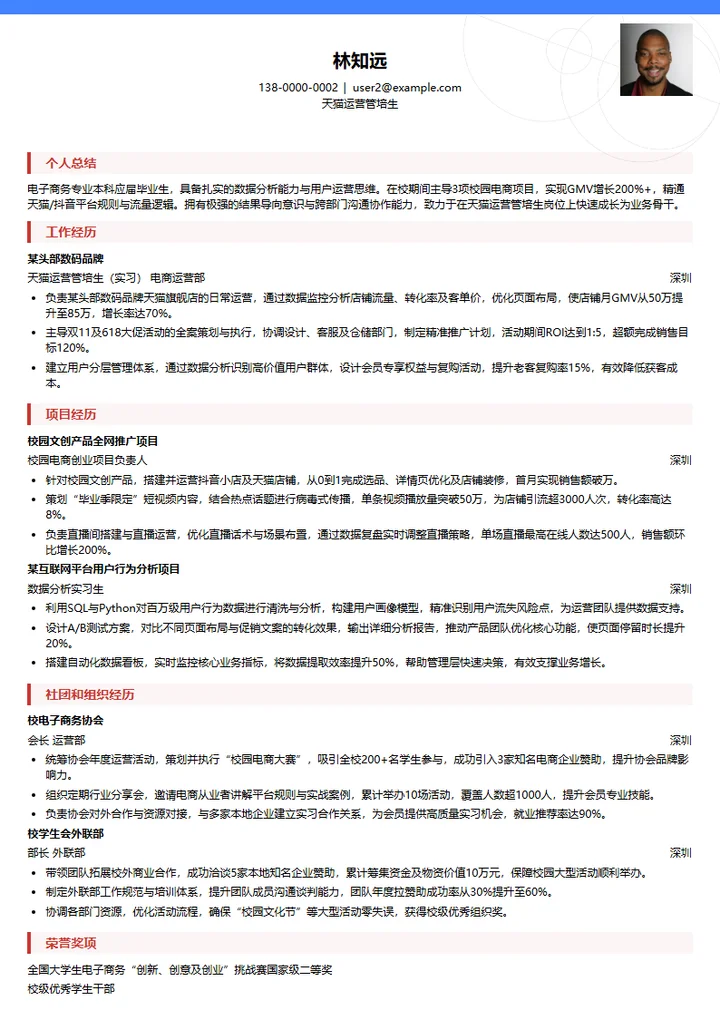 林知远
138-0000-0002 | user2@example.com
天猫运营管培生
个人总结
电子商务专业本科应届毕业生，具备扎实的数据分析能力与用户运营思维。在校期间主导3项校园电商项目，实现GMV增长200%+，精通
天猫/抖音平台规则与流量逻辑。拥有极强的结果导向意识与跨部门沟通协作能力，致力于在天猫运营管培生岗位上快速成长为业务骨干。
工作经历
某头部数码品牌
天猫运营管培生（实习） 电商运营部 深圳
• 负责某头部数码品牌天猫旗舰店的日常运营，通过数据监控分析店铺流量、转化率及客单价，优化页面布局，使店铺月GMV从50万提
升至85万，增长率达70%。
• 主导双11及618大促活动的全案策划与执行，协调设计、客服及仓储部门，制定精准推广计划，活动期间ROI达到1:5，超额完成销售目
标120%。
• 建立用户分层管理体系，通过数据分析识别高价值用户群体，设计会员专享权益与复购活动，提升老客复购率15%，有效降低获客成
本。
项目经历
校园文创产品全网推广项目
校园电商创业项目负责人 深圳
• 针对校园文创产品，搭建并运营抖音小店及天猫店铺，从0到1完成选品、详情页优化及店铺装修，首月实现销售额破万。
• 策划“毕业季限定”短视频内容，结合热点话题进行病毒式传播，单条视频播放量突破50万，为店铺引流超3000人次，转化率高达
8%。
• 负责直播间搭建与直播运营，优化直播话术与场景布置，通过数据复盘实时调整直播策略，单场直播最高在线人数达500人，销售额环
比增长200%。
某互联网平台用户行为分析项目
数据分析实习生 深圳
• 利用SQL与Python对百万级用户行为数据进行清洗与分析，构建用户画像模型，精准识别用户流失风险点，为运营团队提供数据支持。
• 设计A/B测试方案，对比不同页面布局与促销文案的转化效果，输出详细分析报告，推动产品团队优化核心功能，使页面停留时长提升
20%。
• 搭建自动化数据看板，实时监控核心业务指标，将数据提取效率提升50%，帮助管理层快速决策，有效支撑业务增长。
社团和组织经历
校电子商务协会
会长 运营部 深圳
• 统筹协会年度运营活动，策划并执行“校园电商大赛”，吸引全校200+名学生参与，成功引入3家知名电商企业赞助，提升协会品牌影
响力。
• 组织定期行业分享会，邀请电商从业者讲解平台规则与实战案例，累计举办10场活动，覆盖人数超1000人，提升会员专业技能。
• 负责协会对外合作与资源对接，与多家本地企业建立实习合作关系，为会员提供高质量实习机会，就业推荐率达90%。
校学生会外联部
部长 外联部 深圳
• 带领团队拓展校外商业合作，成功洽谈5家本地知名企业赞助，累计筹集资金及物资价值10万元，保障校园大型活动顺利举办。
• 制定外联部工作规范与培训体系，提升团队成员沟通谈判能力，团队年度拉赞助成功率从30%提升至60%。
• 协调各部门资源，优化活动流程，确保“校园文化节”等大型活动零失误，获得校级优秀组织奖。
荣誉奖项
全国大学生电子商务“创新、创意及创业”挑战赛国家级二等奖
校级优秀学生干部